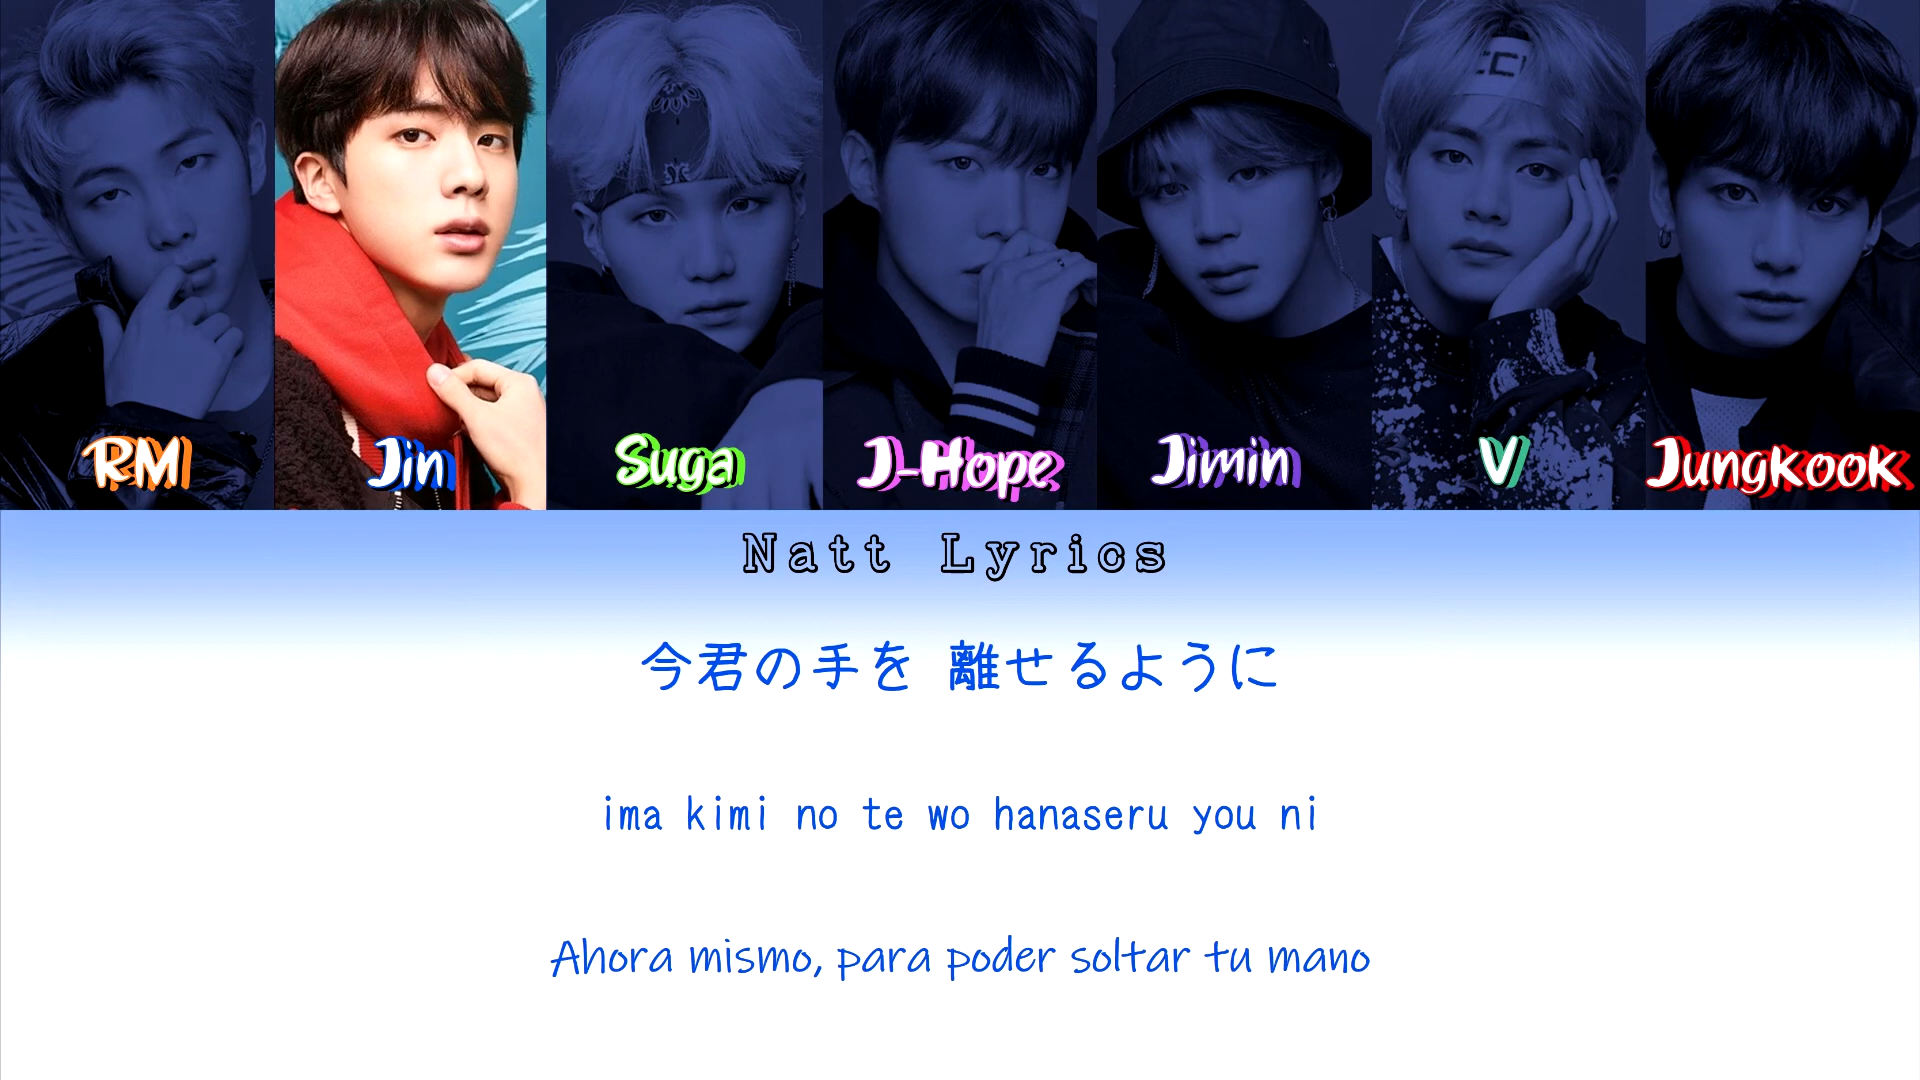 RM Jin Suga J-Hope Jimin V Jungkook
Natt Lyrics
今君の手を 離せるように
ima kimi no te wo hanaseru you ni
Ahora mismo, para poder soltar tu mano